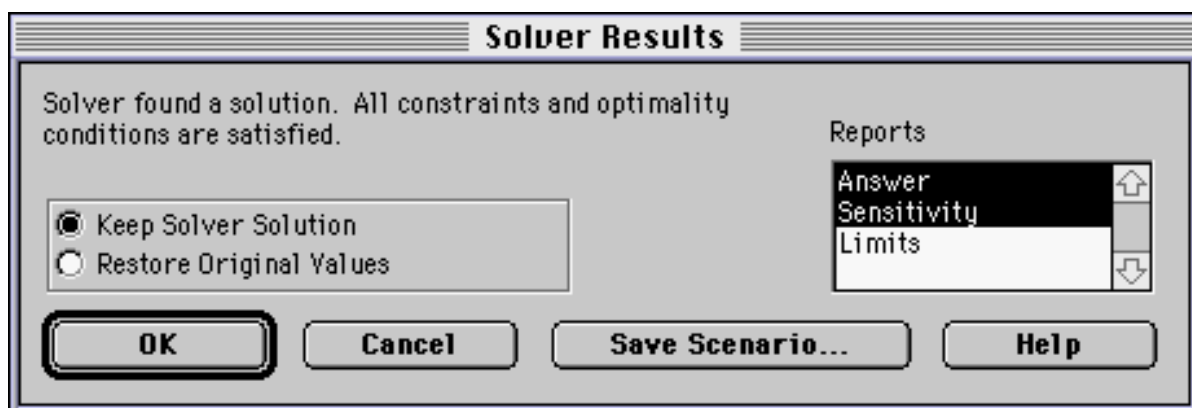 Solver Results
Solver found a solution.  All constraints and optimality
conditions are satisfied.
Reports
Answer
Sensitivity
Limits
Keep Solver Solution
Restore Original Values
OK
Cancel
Save Scenario...
Help